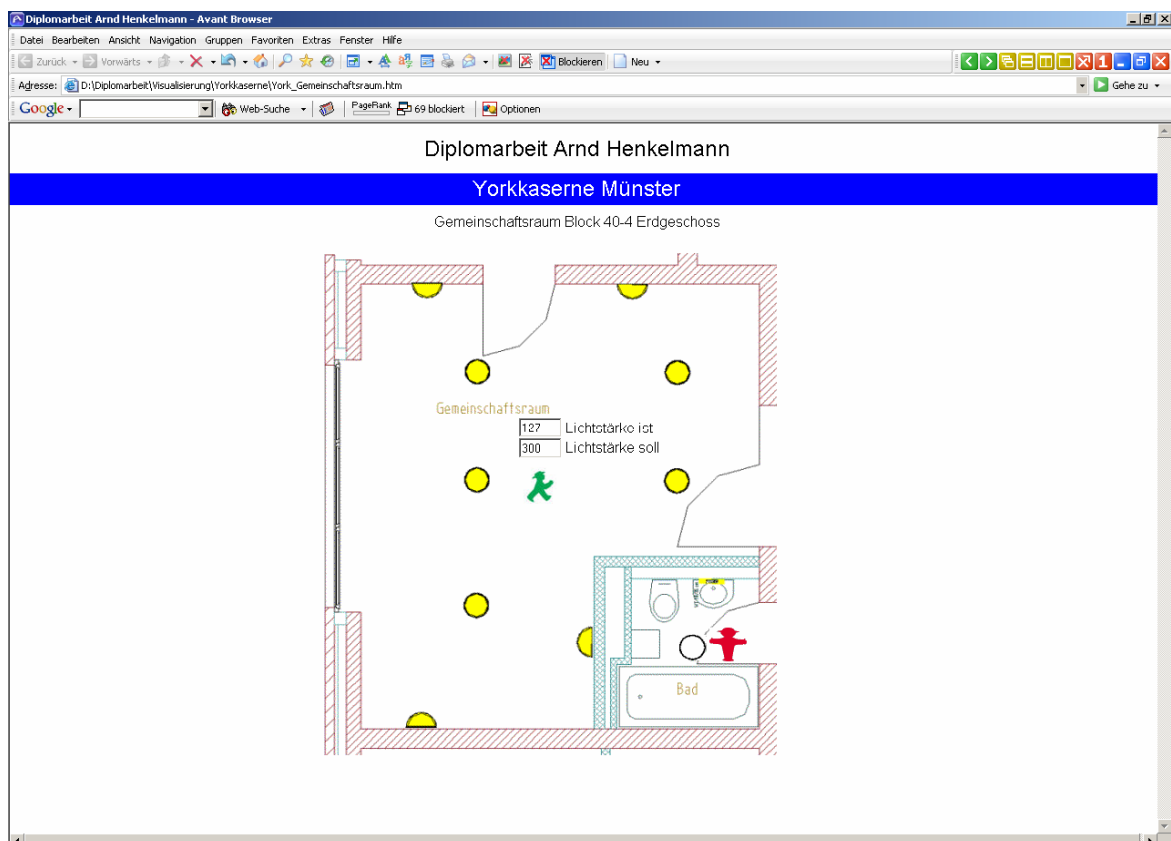 Diplomarbeit Arnd Henkelmann - Avant Browser
Datei Bearbeiten Ansicht Navigation Gruppen Favoriten Extras Fenster Hilfe
Zurück Vorwärts Blockieren Neu
1
Adresse: D:\Diplomarbeit\Visualisierung\Yorkkaserne\York_Gemeinschaftsraum.htm Gehe zu
Google Web-Suche PageRank 69 blockiert Optionen
Diplomarbeit Arnd Henkelmann
Yorkkaserne Münster
Gemeinschaftsraum Block 40-4 Erdgeschoss
Gemeinschaftsraum
127 Lichtstärke ist
300 Lichtstärke soll
Bad